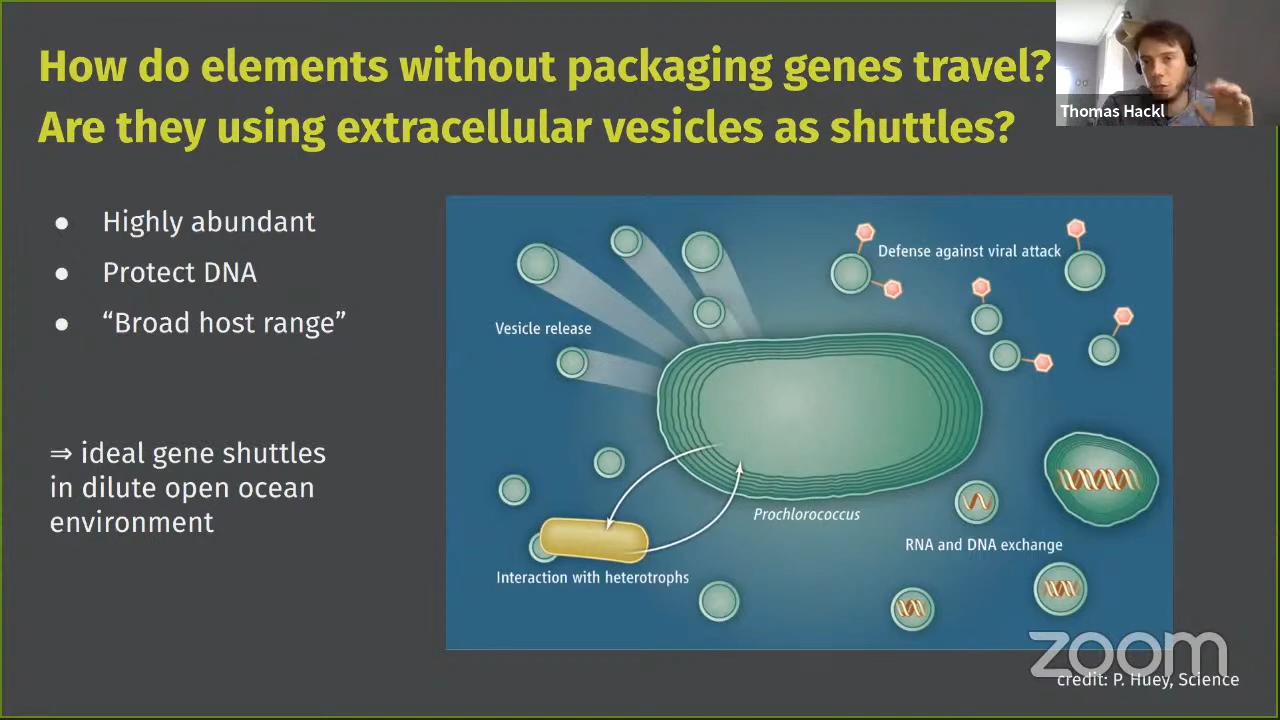 How do elements without packaging genes travel?
Are they using extracellular vesicles as shuttles?
Thomas Hackl
● Highly abundant
● Protect DNA
● “Broad host range”
⇒ ideal gene shuttles
in dilute open ocean
environment
Defense against viral attack
Vesicle release
Prochlorococcus
RNA and DNA exchange
Interaction with heterotrophs
zoom
credit: P. Huey, Science